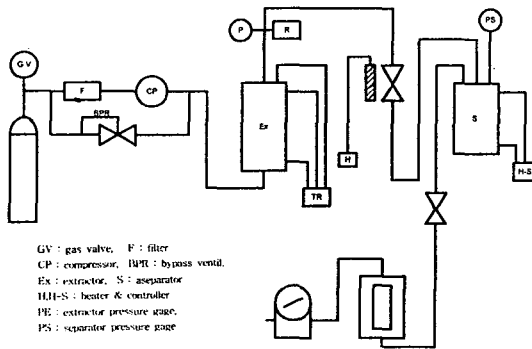 GV
F
CP
BPR
P
R
Ex
TR
H
PS
S
H-S
GV : gas valve, F : filter
CP : compressor, BPR : bypass ventil,
Ex : extractor, S : aseparator
H,H-S : heater & controller
PE : extractor pressure gage,
PS : separator pressure gage